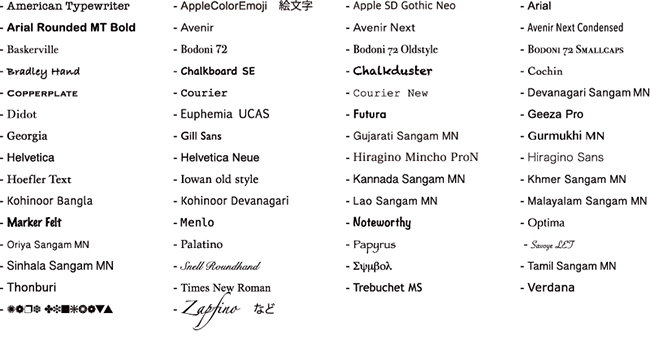 - American Typewriter - AppleColorEmoji 絵文字 - Apple SD Gothic Neo - Arial
- Arial Rounded MT Bold - Avenir - Avenir Next - Avenir Next Condensed
- Baskerville - Bodoni 72 - Bodoni 72 Oldstyle - Bodoni 72 Smallcaps
- Bradley Hand - Chalkboard SE - Chalkduster - Cochin
- Copperplate - Courier - Courier New - Devanagari Sangam MN
- Didot - Euphemia UCAS - Futura - Geeza Pro
- Georgia - Gill Sans - Gujarati Sangam MN - Gurmukhi MN
- Helvetica - Helvetica Neue - Hiragino Mincho ProN - Hiragino Sans
- Hoefler Text - Iowan old style - Kannada Sangam MN - Khmer Sangam MN
- Kohinoor Bangla - Kohinoor Devanagari - Lao Sangam MN - Malayalam Sangam MN
- Marker Felt - Menlo - Noteworthy - Optima
- Oriya Sangam MN - Palatino - Papyrus - Savoye LET
- Sinhala Sangam MN - Snell Roundhand - Σψμβολ - Tamil Sangam MN
- Thonburi - Times New Roman - Trebuchet MS - Verdana
- - Zapfino など